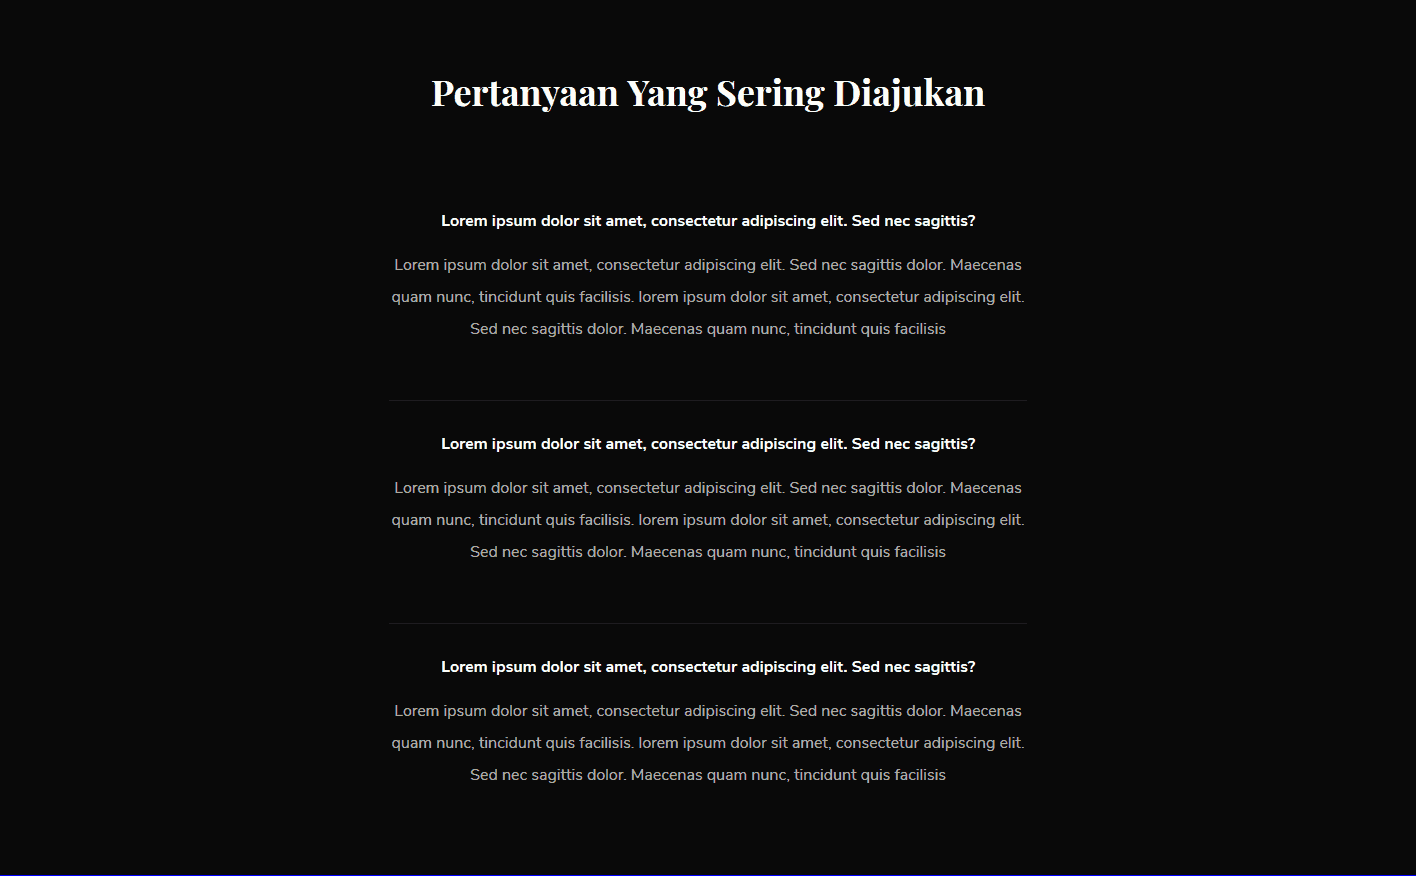 Pertanyaan Yang Sering Diajukan
Lorem ipsum dolor sit amet, consectetur adipiscing elit. Sed nec sagittis?
Lorem ipsum dolor sit amet, consectetur adipiscing elit. Sed nec sagittis dolor. Maecenas
quam nunc, tincidunt quis facilisis. lorem ipsum dolor sit amet, consectetur adipiscing elit.
Sed nec sagittis dolor. Maecenas quam nunc, tincidunt quis facilisis
Lorem ipsum dolor sit amet, consectetur adipiscing elit. Sed nec sagittis?
Lorem ipsum dolor sit amet, consectetur adipiscing elit. Sed nec sagittis dolor. Maecenas
quam nunc, tincidunt quis facilisis. lorem ipsum dolor sit amet, consectetur adipiscing elit.
Sed nec sagittis dolor. Maecenas quam nunc, tincidunt quis facilisis
Lorem ipsum dolor sit amet, consectetur adipiscing elit. Sed nec sagittis?
Lorem ipsum dolor sit amet, consectetur adipiscing elit. Sed nec sagittis dolor. Maecenas
quam nunc, tincidunt quis facilisis. lorem ipsum dolor sit amet, consectetur adipiscing elit.
Sed nec sagittis dolor. Maecenas quam nunc, tincidunt quis facilisis